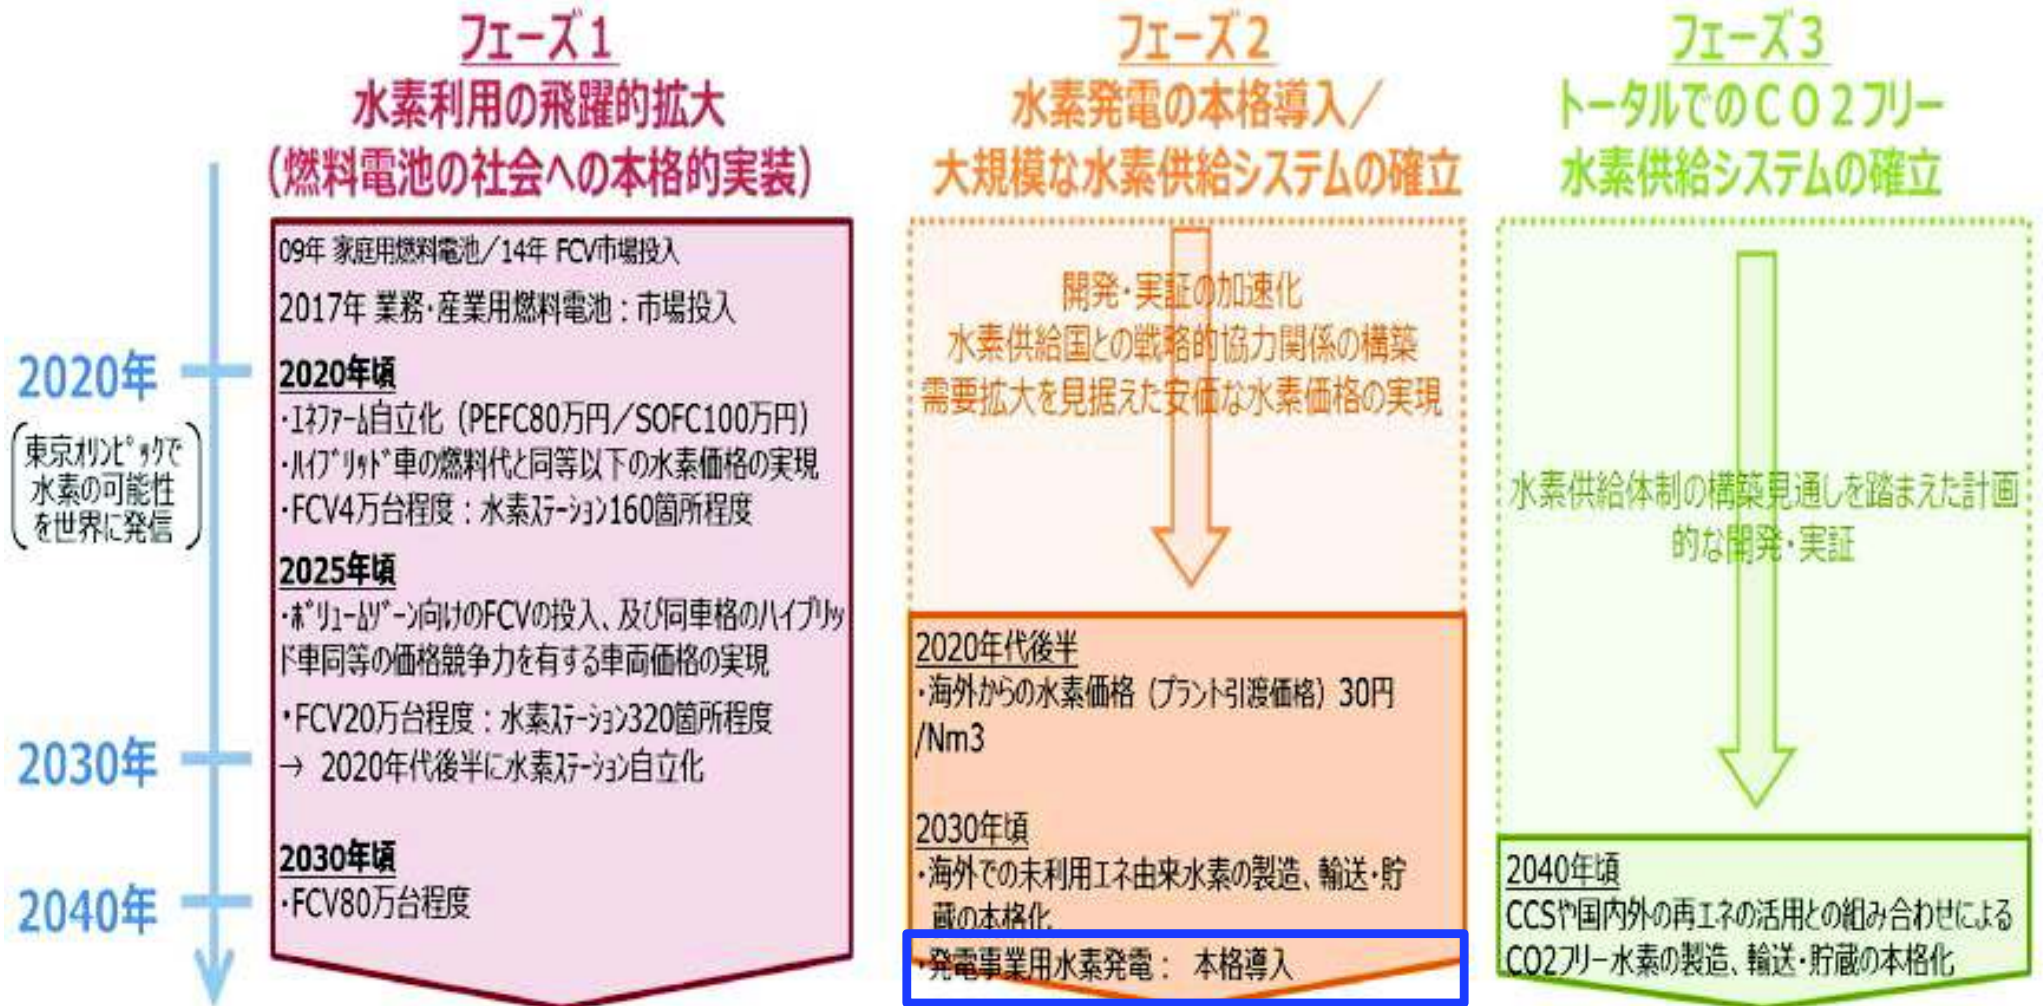 フェーズ1
水素利用の飛躍的拡大
（燃料電池の社会への本格的実装）
09年 家庭用燃料電池／14年 FCV市場投入
2017年 業務・産業用燃料電池：市場投入
2020年頃
・ｴﾈﾌｧｰﾑ自立化（PEFC80万円／SOFC100万円）
・ﾊｲﾌﾞﾘｯﾄﾞ車の燃料代と同等以下の水素価格の実現
・FCV4万台程度：水素ｽﾃｰｼｮﾝ160箇所程度
2025年頃
・ﾎﾞﾘｭｰﾑｿﾞｰﾝ向けのFCVの投入、及び同車格のハイブリッ
ド車同等の価格競争力を有する車両価格の実現
・FCV20万台程度：水素ｽﾃｰｼｮﾝ320箇所程度
→ 2020年代後半に水素ｽﾃｰｼｮﾝ自立化
2030年頃
・FCV80万台程度
2020年
東京ｵﾘﾝﾋﾟｯｸで
水素の可能性
を世界に発信
2030年
2040年
フェーズ2
水素発電の本格導入／
大規模な水素供給システムの確立
開発・実証の加速化
水素供給国との戦略的協力関係の構築
需要拡大を見据えた安価な水素価格の実現
2020年代後半
・海外からの水素価格（プラント引渡価格）30円
/Nm3
2030年頃
・海外での未利用エネ由来水素の製造、輸送・貯
蔵の本格化
・発電事業用水素発電： 本格導入
フェーズ3
トータルでのCO2フリー
水素供給システムの確立
水素供給体制の構築見通しを踏まえた計画
的な開発・実証
2040年頃
CCSや国内外の再エネの活用との組み合わせによる
CO2フリー水素の製造、輸送・貯蔵の本格化